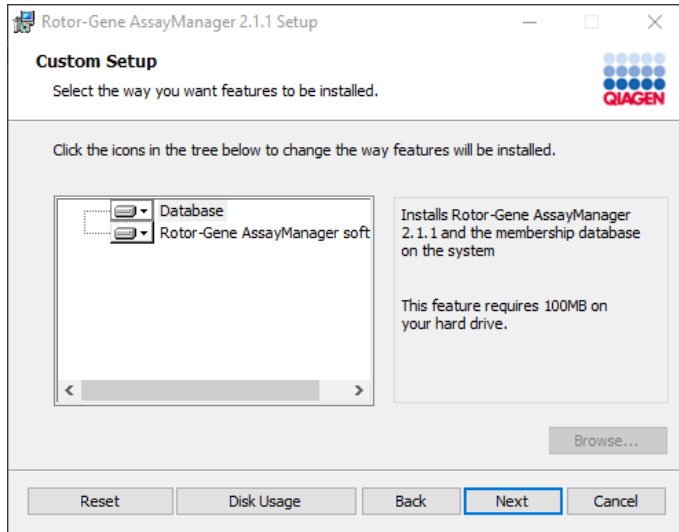 Rotor-Gene AssayManager 2.1.1 Setup
Custom Setup
Select the way you want features to be installed.
QIAGEN
Click the icons in the tree below to change the way features will be installed.
Database
Rotor-Gene AssayManager soft
Installs Rotor-Gene AssayManager
2.1.1 and the membership database
on the system
This feature requires 100MB on
your hard drive.
Browse...
Reset
Disk Usage
Back
Next
Cancel